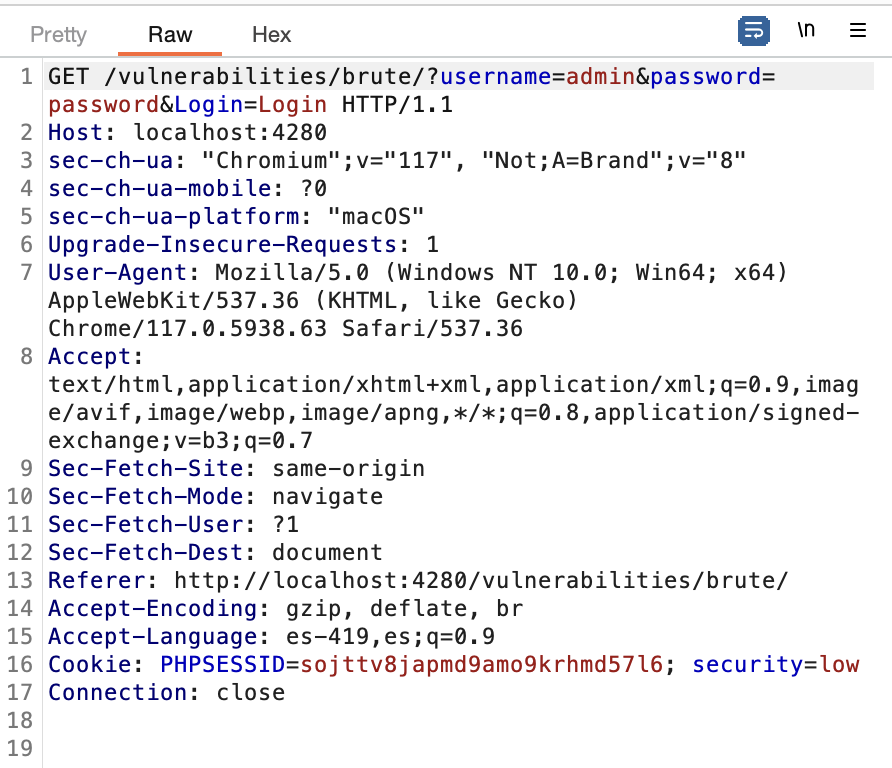 Pretty Raw Hex \n
1 GET /vulnerabilities/brute/?username=admin&password=
password&Login=Login HTTP/1.1
2 Host: localhost:4280
3 sec-ch-ua: "Chromium";v="117", "Not;A=Brand";v="8"
4 sec-ch-ua-mobile: ?0
5 sec-ch-ua-platform: "macOS"
6 Upgrade-Insecure-Requests: 1
7 User-Agent: Mozilla/5.0 (Windows NT 10.0; Win64; x64)
AppleWebKit/537.36 (KHTML, like Gecko)
Chrome/117.0.5938.63 Safari/537.36
8 Accept:
text/html,application/xhtml+xml,application/xml;q=0.9,imag
e/avif,image/webp,image/apng,*/*;q=0.8,application/signed-
exchange;v=b3;q=0.7
9 Sec-Fetch-Site: same-origin
10 Sec-Fetch-Mode: navigate
11 Sec-Fetch-User: ?1
12 Sec-Fetch-Dest: document
13 Referer: http://localhost:4280/vulnerabilities/brute/
14 Accept-Encoding: gzip, deflate, br
15 Accept-Language: es-419,es;q=0.9
16 Cookie: PHPSESSID=sojttv8japmd9amo9krhmd57l6; security=low
17 Connection: close
18
19